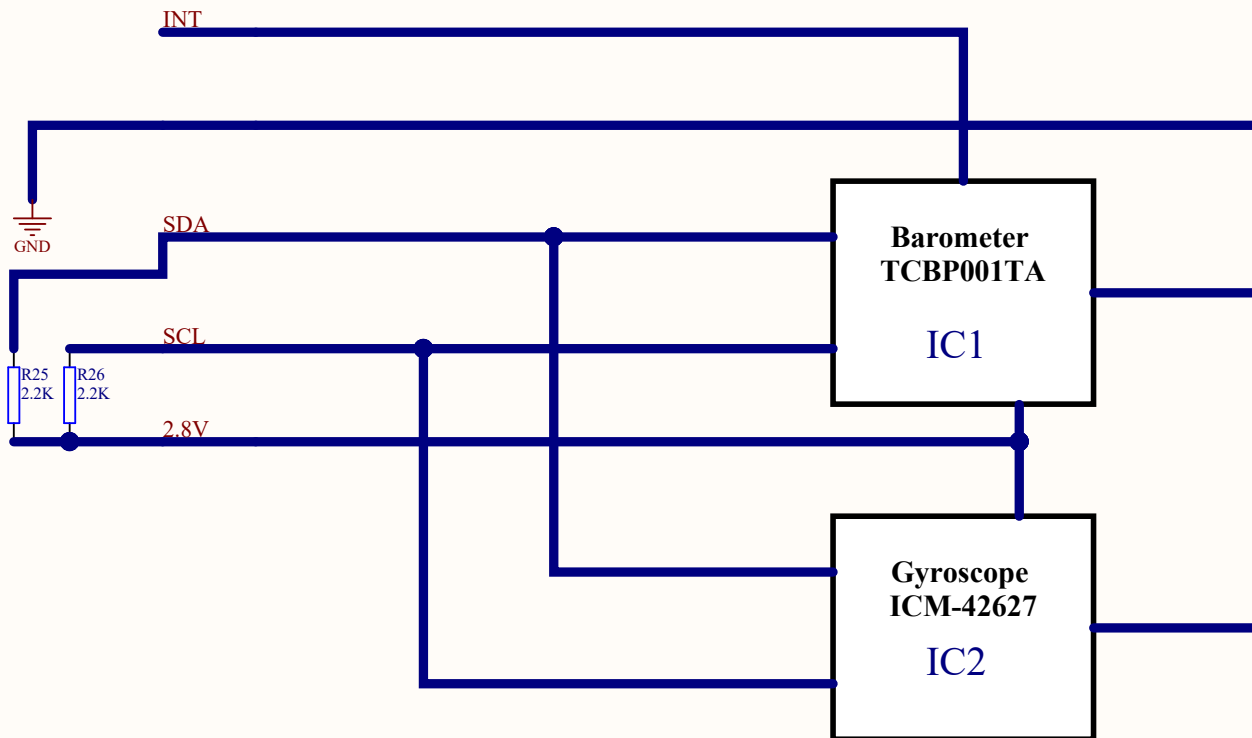 INT
GND
SDA
Barometer
TCBP001TA
IC1
SCL
R25
2.2K
R26
2.2K
2.8V
Gyroscope
ICM-42627
IC2